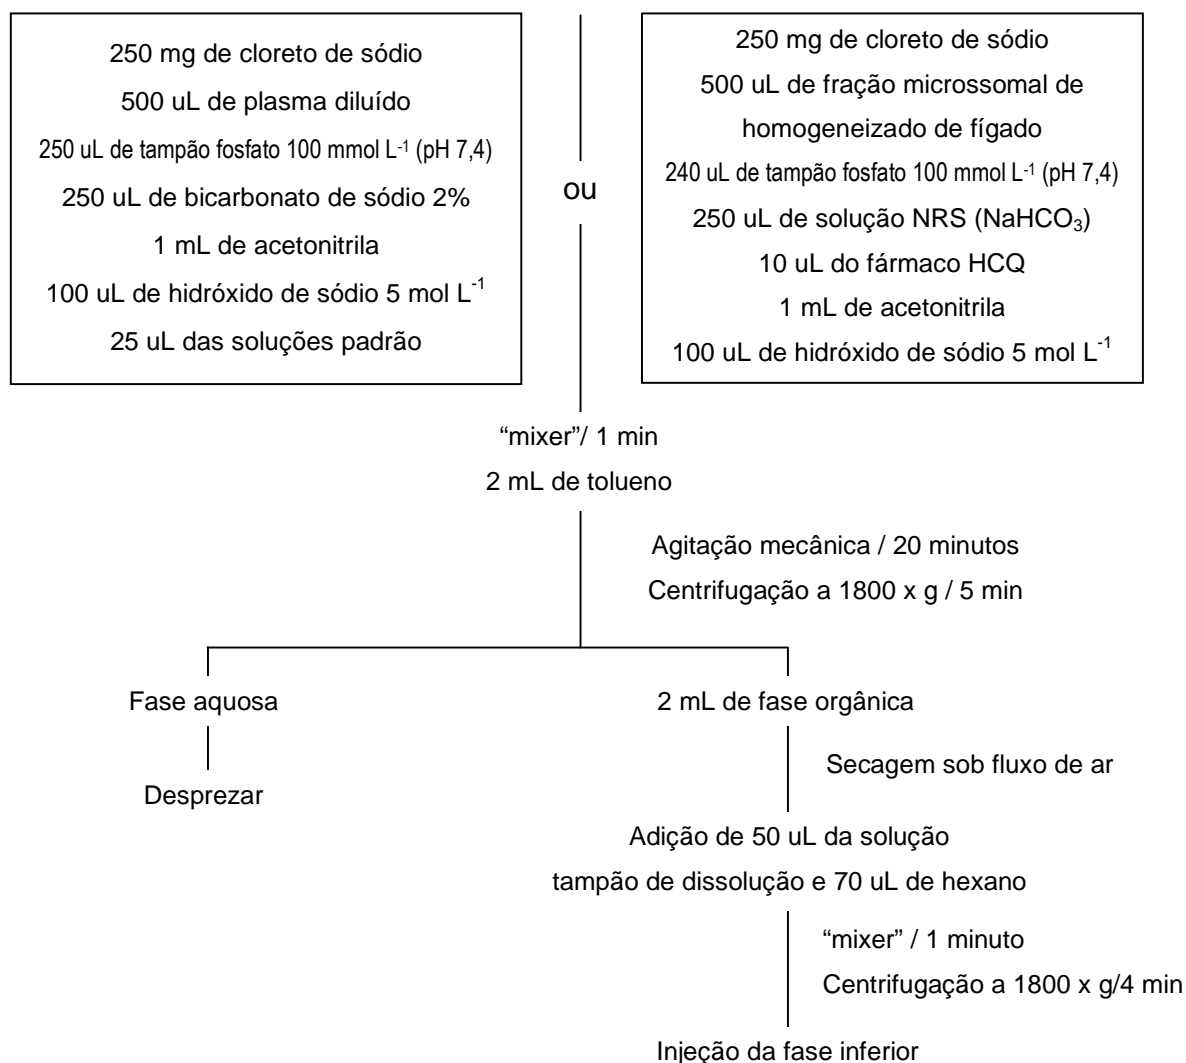 250 mg de cloreto de sódio
500 uL de plasma diluído
250 uL de tampão fosfato 100 mmol L-1 (pH 7,4)
250 uL de bicarbonato de sódio 2%
1 mL de acetonitrila
100 uL de hidróxido de sódio 5 mol L-1
25 uL das soluções padrão
ou
250 mg de cloreto de sódio
500 uL de fração microssomal de
homogeneizado de fígado
240 uL de tampão fosfato 100 mmol L-1 (pH 7,4)
250 uL de solução NRS (NaHCO3)
10 uL do fármaco HCQ
1 mL de acetonitrila
100 uL de hidróxido de sódio 5 mol L-1
“mixer”/ 1 min
2 mL de tolueno
Agitação mecânica / 20 minutos
Centrifugação a 1800 x g / 5 min
Fase aquosa
Desprezar
2 mL de fase orgânica
Secagem sob fluxo de ar
Adição de 50 uL da solução
tampão de dissolução e 70 uL de hexano
“mixer” / 1 minuto
Centrifugação a 1800 x g/4 min
Injeção da fase inferior